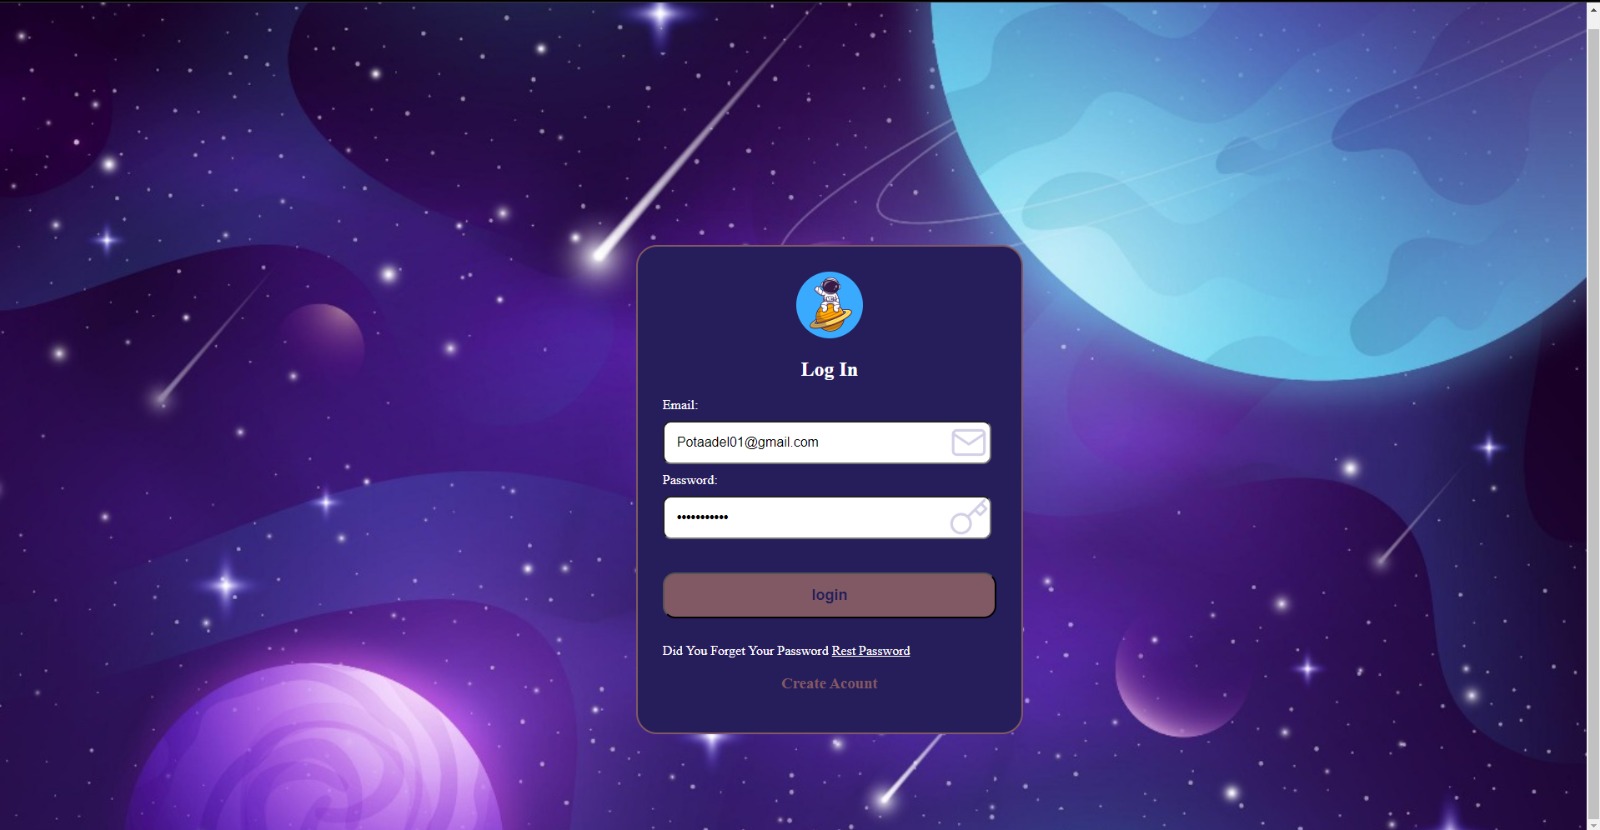 Log In
Email:
Potaadel01@gmail.com
Password:
•••••••••••
login
Did You Forget Your Password Rest Password
Create Acount